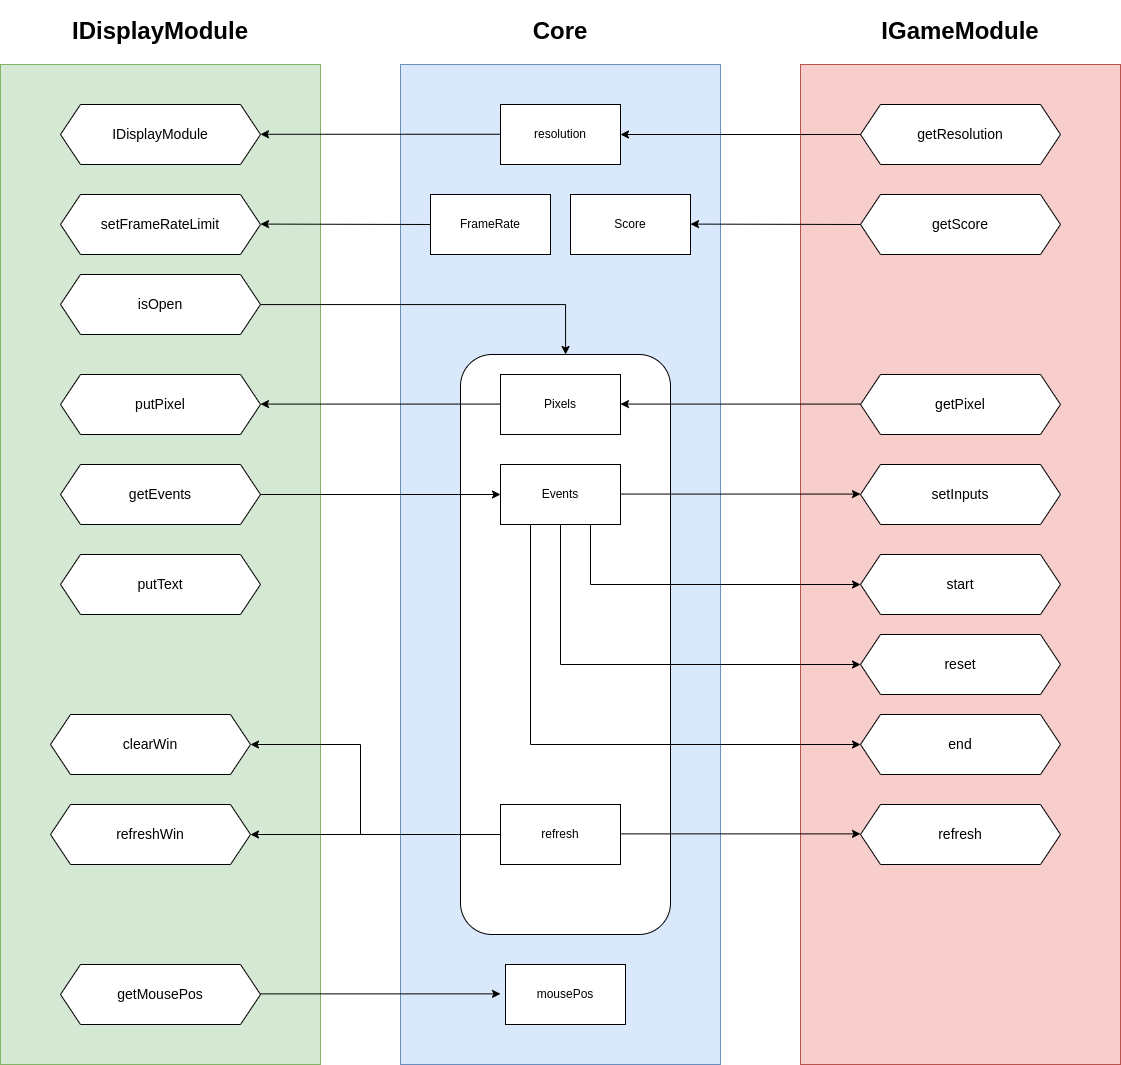 IDisplayModule
Core
IGameModule
IDisplayModule
resolution
getResolution
setFrameRateLimit
FrameRate
Score
getScore
isOpen
putPixel
Pixels
getPixel
getEvents
Events
setInputs
putText
start
reset
clearWin
end
refreshWin
refresh
refresh
getMousePos
mousePos